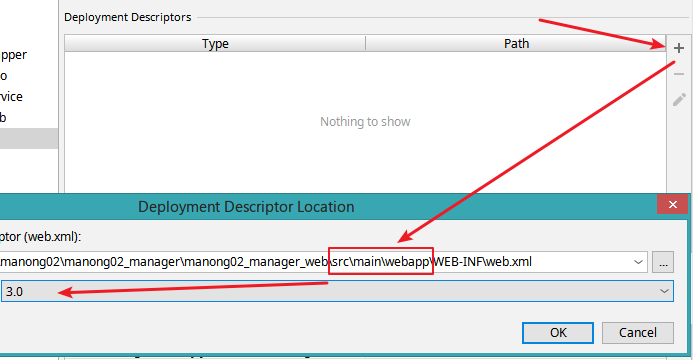 Deployment Descriptors
Type Path
pper
o
rvice
b
Nothing to show
Deployment Descriptor Location
ptor (web.xml):
\manong02\manong02_manager\manong02_manager_web\src\main\webapp\WEB-INF\web.xml
...
3.0
OK Cancel